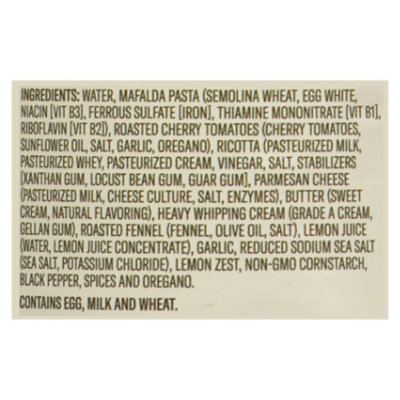 INGREDIENTS: WATER, MAFALDA PASTA (SEMOLINA WHEAT, EGG WHITE,
NIACIN [VIT B3], FERROUS SULFATE [IRON], THIAMINE MONONITRATE [VIT B1],
RIBOFLAVIN [VIT B2]), ROASTED CHERRY TOMATOES (CHERRY TOMATOES,
SUNFLOWER OIL, SALT, GARLIC, OREGANO), RICOTTA (PASTEURIZED MILK,
PASTEURIZED WHEY, PASTEURIZED CREAM, VINEGAR, SALT, STABILIZERS
[XANTHAN GUM, LOCUST BEAN GUM, GUAR GUM], PARMESAN CHEESE
(PASTEURIZED MILK, CHEESE CULTURE, SALT, ENZYMES), BUTTER (SWEET
CREAM, NATURAL FLAVORING), HEAVY WHIPPING CREAM (GRADE A CREAM,
GELLAN GUM), ROASTED FENNEL (FENNEL, OLIVE OIL, SALT), LEMON JUICE
(WATER, LEMON JUICE CONCENTRATE), GARLIC, REDUCED SODIUM SEA SALT
(SEA SALT, POTASSIUM CHLORIDE), LEMON ZEST, NON-GMO CORNSTARCH,
BLACK PEPPER, SPICES AND OREGANO.
CONTAINS EGG, MILK AND WHEAT.